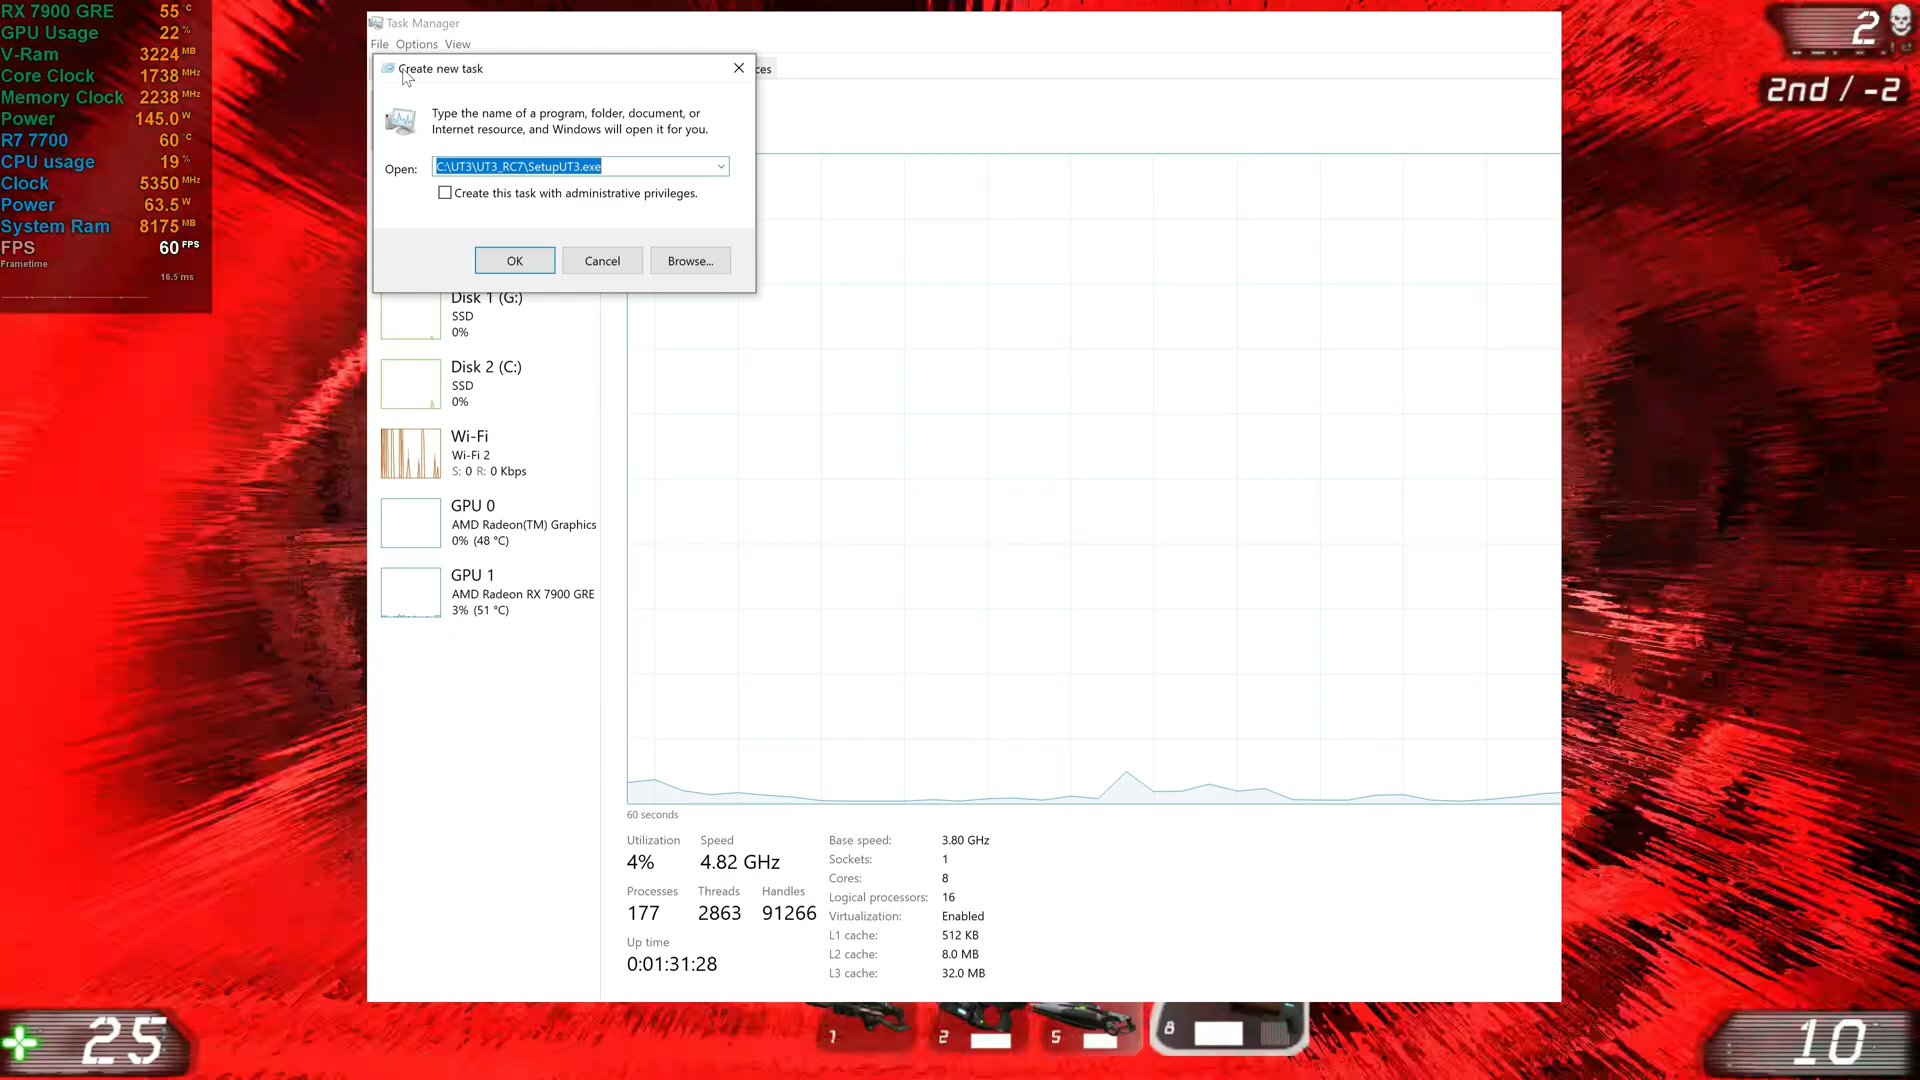 RX 7900 GRE 55 °C
GPU Usage 22 %
V-Ram 3224 MB
Core Clock 1738 MHz
Memory Clock 2238 MHz
Power 145.0 W
R7 7700 60 °C
CPU usage 19 %
Clock 5350 MHz
Power 63.5 W
System Ram 8175 MB
FPS 60 FPS
Frametime
16.5 ms
Task Manager
File Options View
Create new task
ces
Type the name of a program, folder, document, or
Internet resource, and Windows will open it for you.
Open: C:\UT3\UT3_RC7\SetupUT3.exe
Create this task with administrative privileges.
OK Cancel Browse...
Disk 1 (G:)
SSD
0%
Disk 2 (C:)
SSD
0%
Wi-Fi
Wi-Fi 2
S: 0 R: 0 Kbps
GPU 0
AMD Radeon(TM) Graphics
0% (48 °C)
GPU 1
AMD Radeon RX 7900 GRE
3% (51 °C)
60 seconds
Utilization Speed
4% 4.82 GHz
Processes Threads Handles
177 2863 91266
Up time
0:01:31:28
Base speed: 3.80 GHz
Sockets: 1
Cores: 8
Logical processors: 16
Virtualization: Enabled
L1 cache: 512 KB
L2 cache: 8.0 MB
L3 cache: 32.0 MB
2
2nd / -2
25
1 2 5 8
10